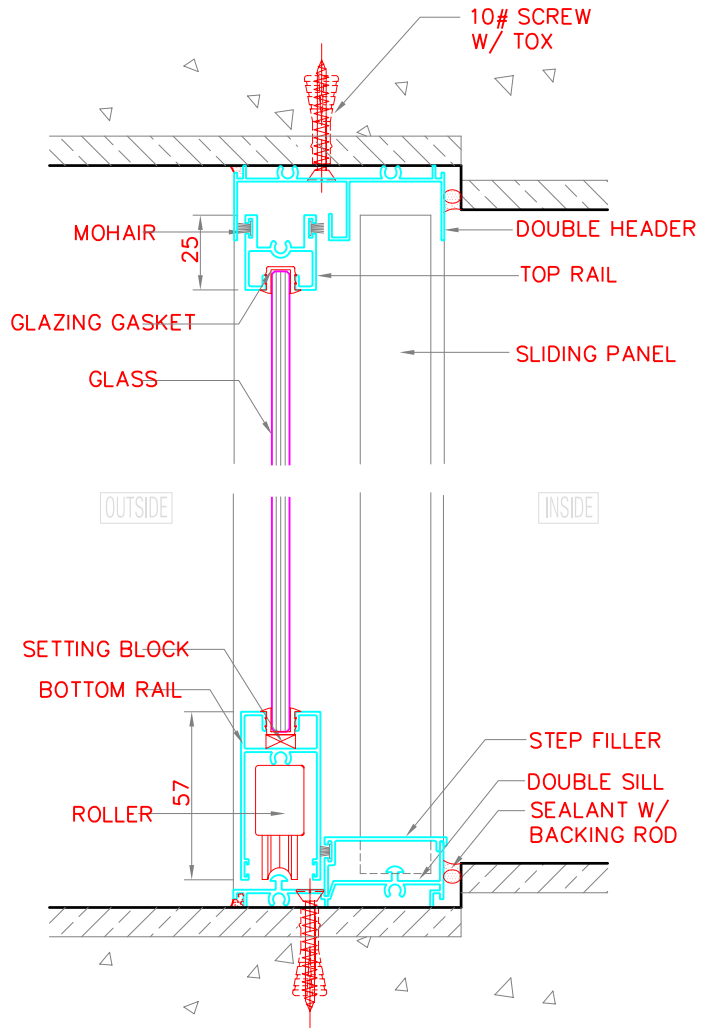 10# SCREW
W/ TOX
MOHAIR
25
DOUBLE HEADER
TOP RAIL
GLAZING GASKET
SLIDING PANEL
GLASS
OUTSIDE
INSIDE
SETTING BLOCK
BOTTOM RAIL
STEP FILLER
57
DOUBLE SILL
ROLLER
SEALANT W/
BACKING ROD